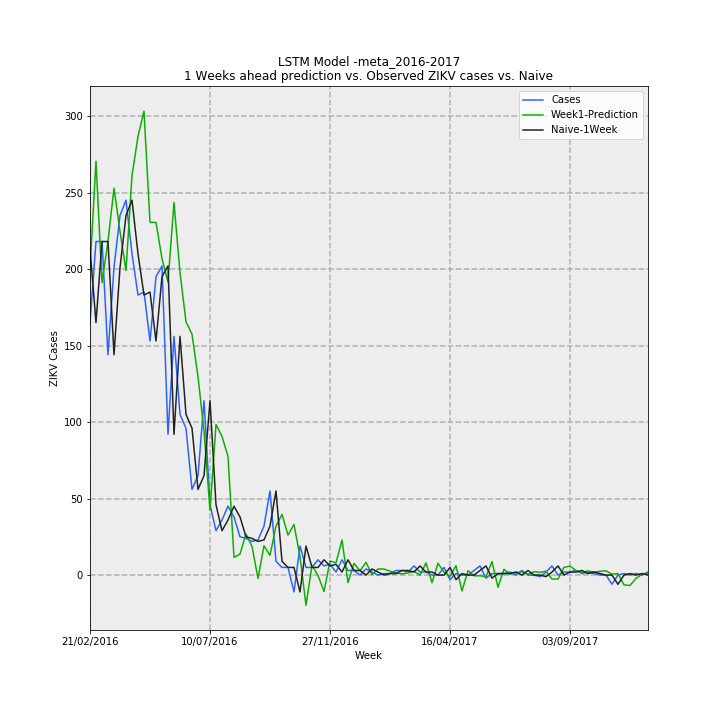 LSTM Model -meta_2016-2017
1 Weeks ahead prediction vs. Observed ZIKV cases vs. Naive
Cases
Week1-Prediction
Naive-1Week
300
250
200
150
100
50
0
ZIKV Cases
21/02/2016
10/07/2016
27/11/2016
16/04/2017
03/09/2017
Week